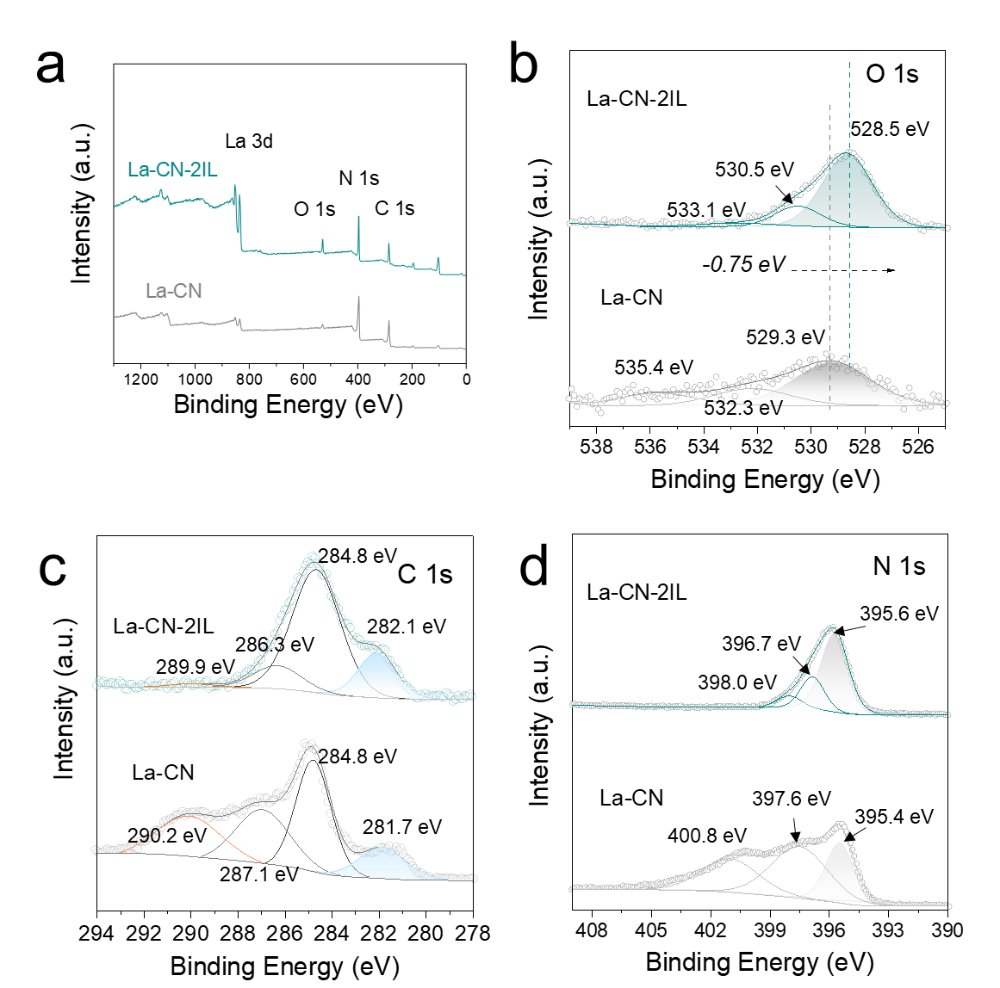 a
Intensity (a.u.)
La 3d
La-CN-2IL
N 1s
O 1s
C 1s
La-CN
1200 1000 800 600 400 200 0
Binding Energy (eV)
b
Intensity (a.u.)
O 1s
La-CN-2IL
528.5 eV
530.5 eV
533.1 eV
-0.75 eV
La-CN
529.3 eV
535.4 eV
532.3 eV
538 536 534 532 530 528 526
Binding Energy (eV)
c
Intensity (a.u.)
284.8 eV
C 1s
La-CN-2IL
282.1 eV
286.3 eV
289.9 eV
284.8 eV
La-CN
281.7 eV
290.2 eV
287.1 eV
294 292 290 288 286 284 282 280 278
Binding Energy (eV)
d
Intensity (a.u.)
N 1s
La-CN-2IL
395.6 eV
396.7 eV
398.0 eV
La-CN
397.6 eV
395.4 eV
400.8 eV
408 405 402 399 396 393 390
Binding Energy (eV)